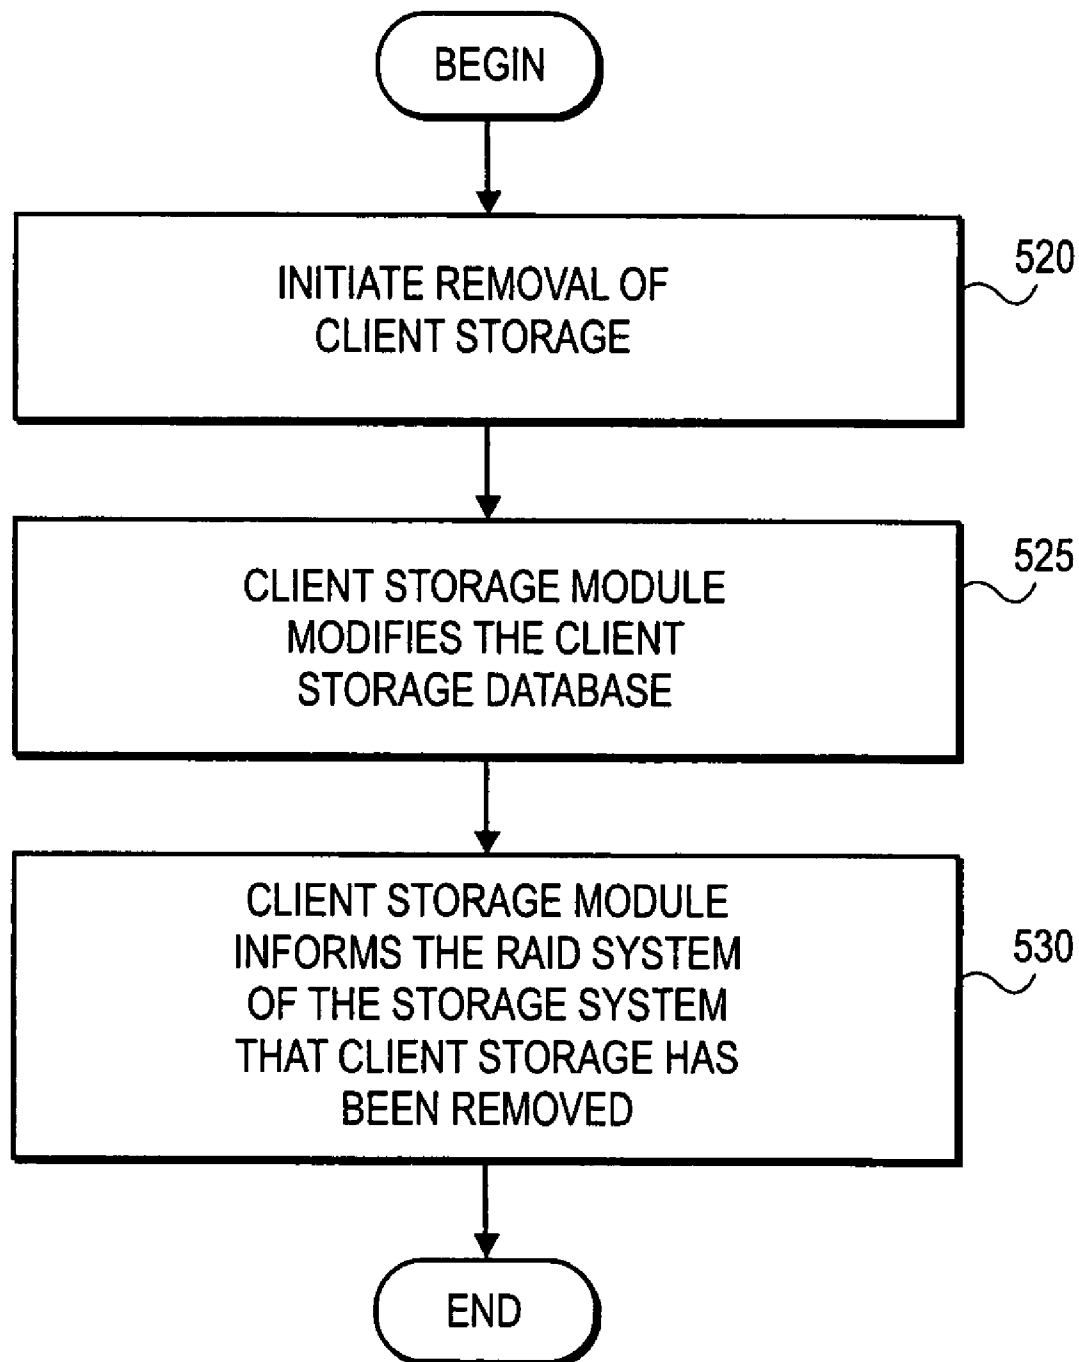 BEGIN
INITIATE REMOVAL OF
CLIENT STORAGE
520
CLIENT STORAGE MODULE
MODIFIES THE CLIENT
STORAGE DATABASE
525
CLIENT STORAGE MODULE
INFORMS THE RAID SYSTEM
OF THE STORAGE SYSTEM
THAT CLIENT STORAGE HAS
BEEN REMOVED
530
END